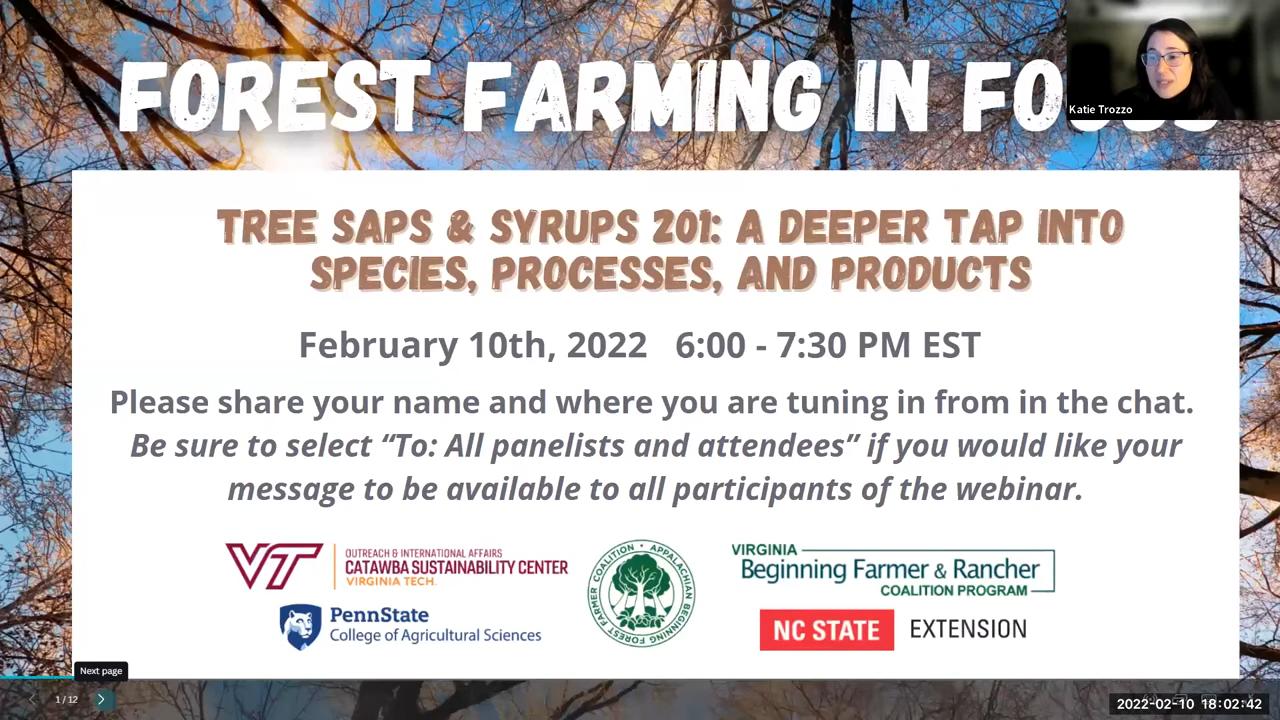 FOREST FARMING IN FO
Katie Trozzo
TREE SAPS & SYRUPS 201: A DEEPER TAP INTO
SPECIES, PROCESSES, AND PRODUCTS
February 10th, 2022 6:00 - 7:30 PM EST
Please share your name and where you are tuning in from in the chat.
Be sure to select “To: All panelists and attendees” if you would like your
message to be available to all participants of the webinar.
VT
OUTREACH & INTERNATIONAL AFFAIRS
CATAWBA SUSTAINABILITY CENTER
VIRGINIA TECH.
PennState
College of Agricultural Sciences
APPALACHIAN BEGINNING FOREST FARMER COALITION
VIRGINIA
Beginning Farmer & Rancher
COALITION PROGRAM
NC STATE EXTENSION
Next page
1 / 12
2022-02-10 18:02:42